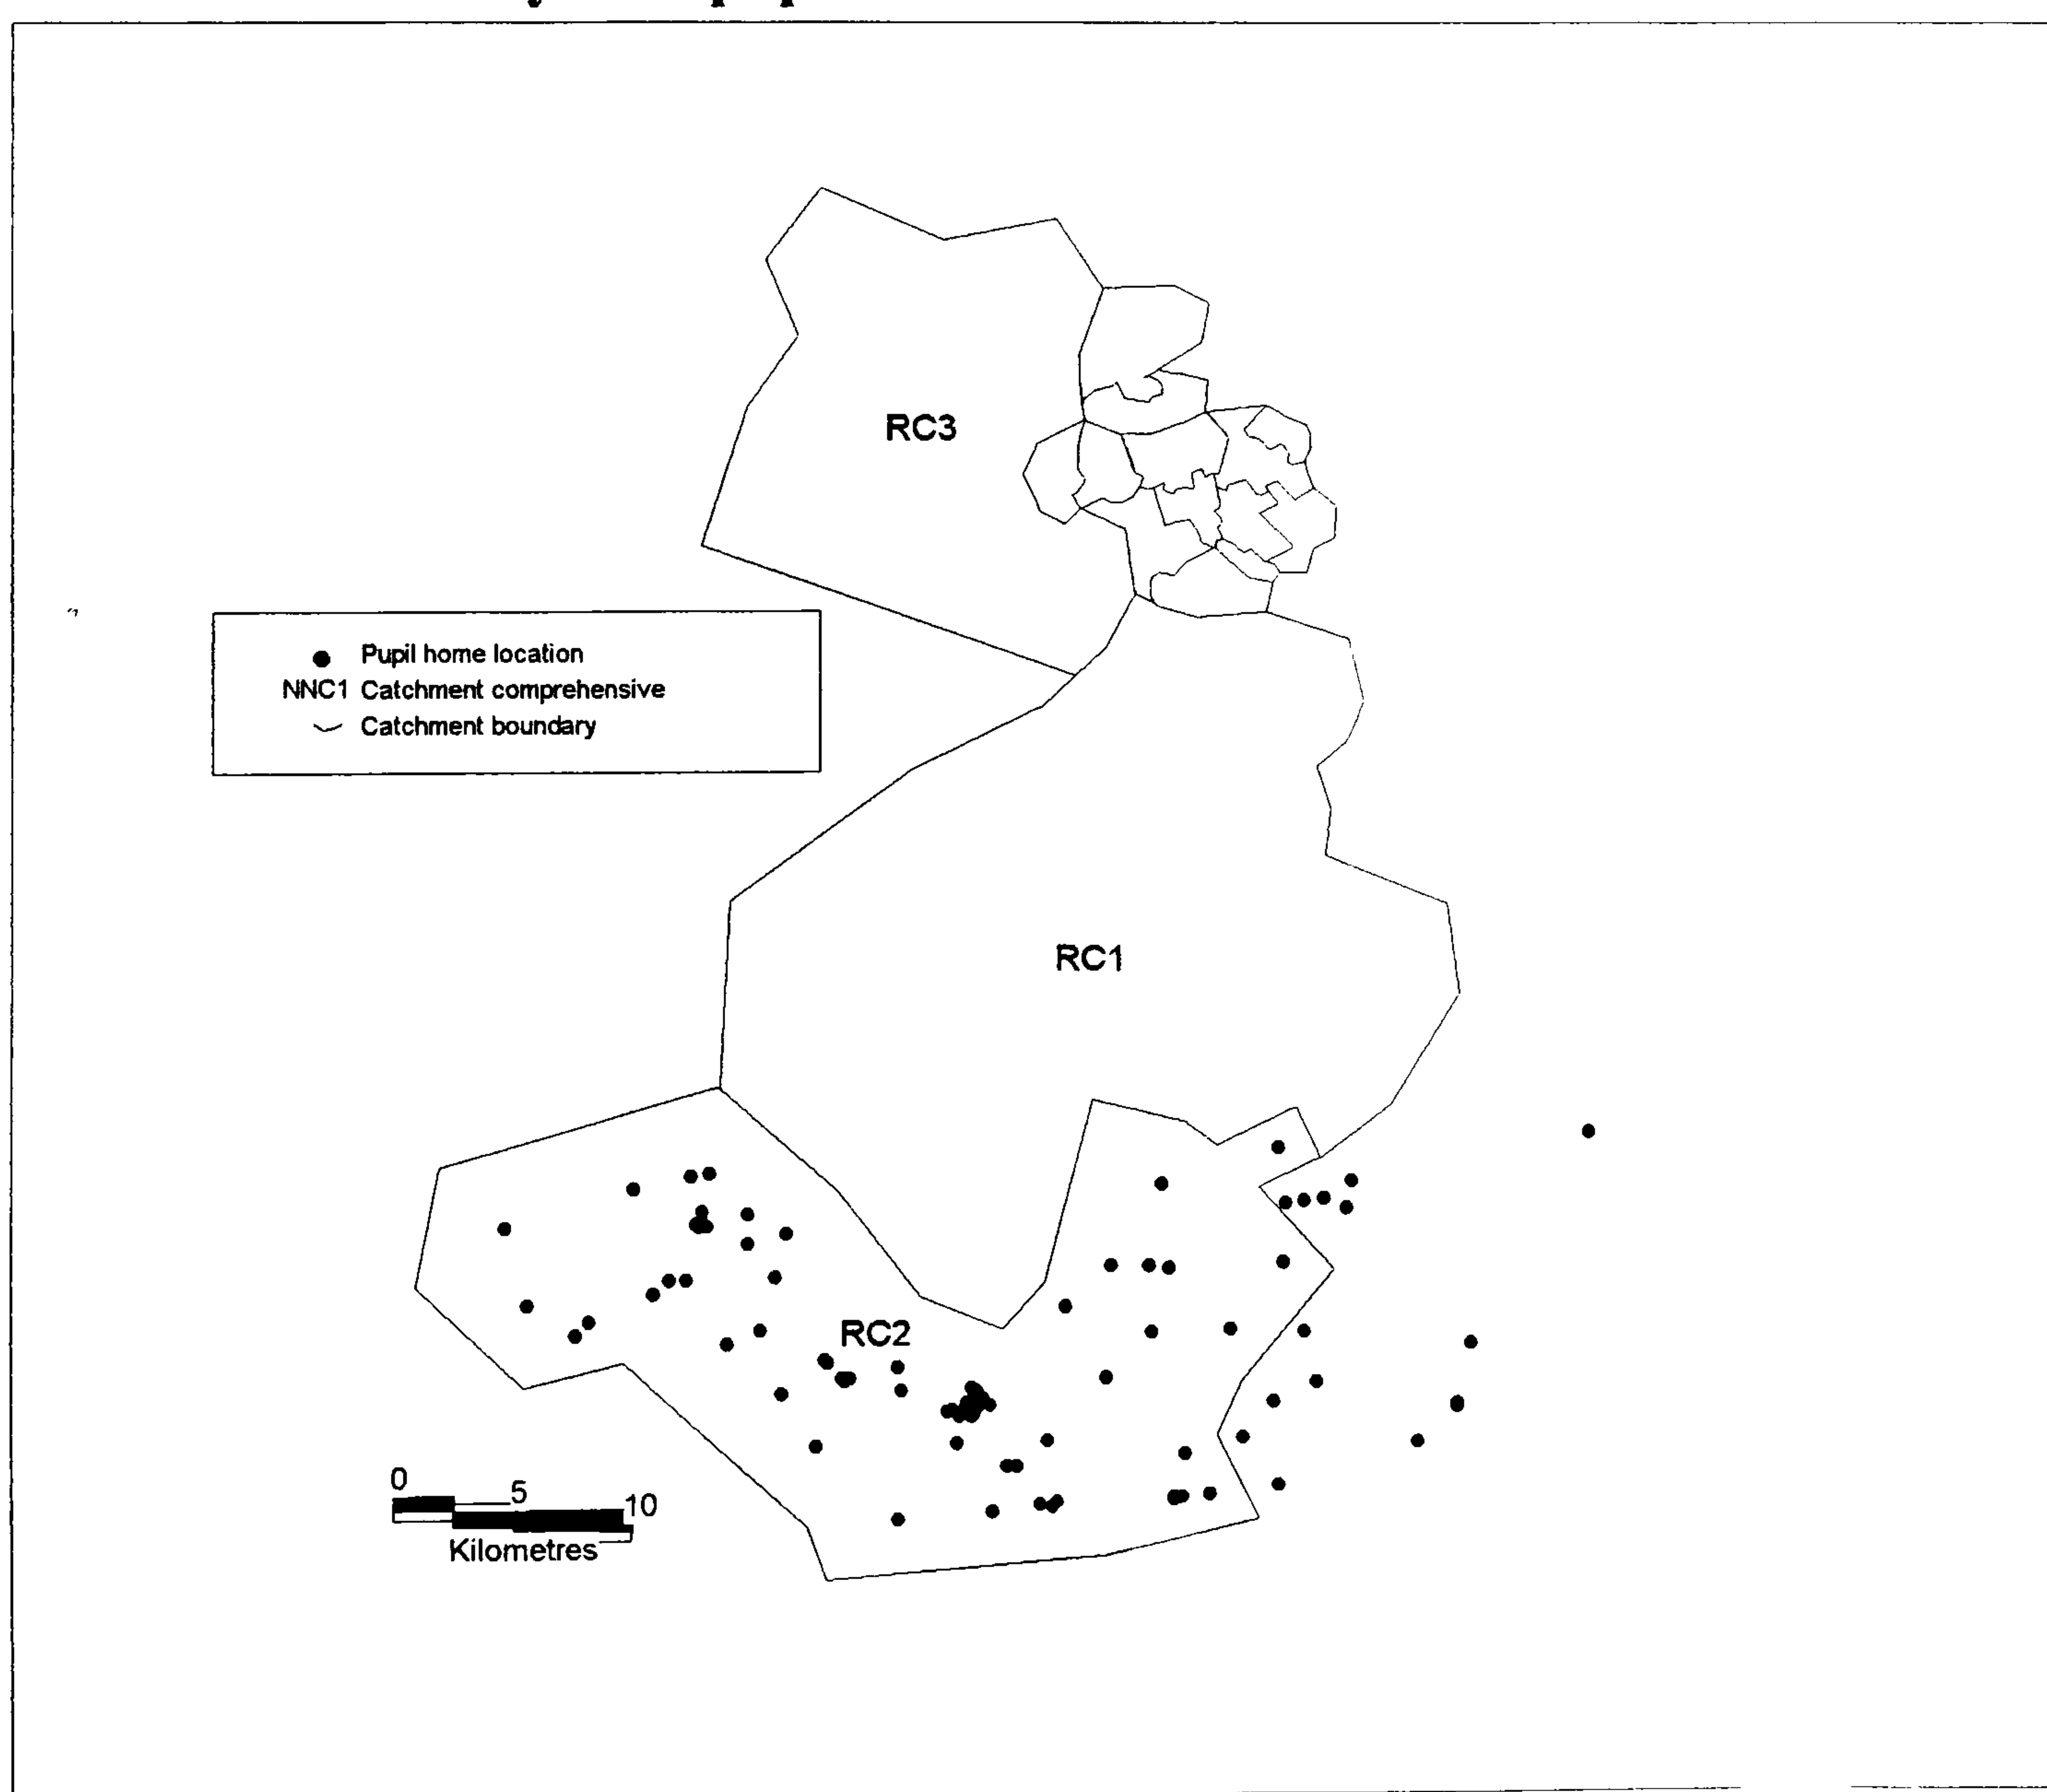 RC3
Pupil home location
NNC1 Catchment comprehensive
Catchment boundary
RC1
RC2
0
5
10
Kilometres